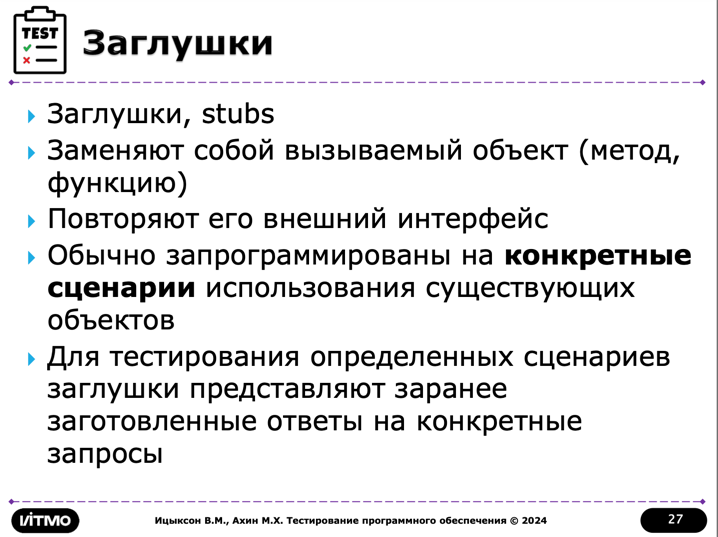 TEST
Заглушки
Заглушки, stubs
Заменяют собой вызываемый объект (метод,
функцию)
Повторяют его внешний интерфейс
Обычно запрограммированы на конкретные
сценарии использования существующих
объектов
Для тестирования определенных сценариев
заглушки представляют заранее
заготовленные ответы на конкретные
запросы
ITMO
Ицыксон В.М., Ахин М.Х. Тестирование программного обеспечения © 2024
27